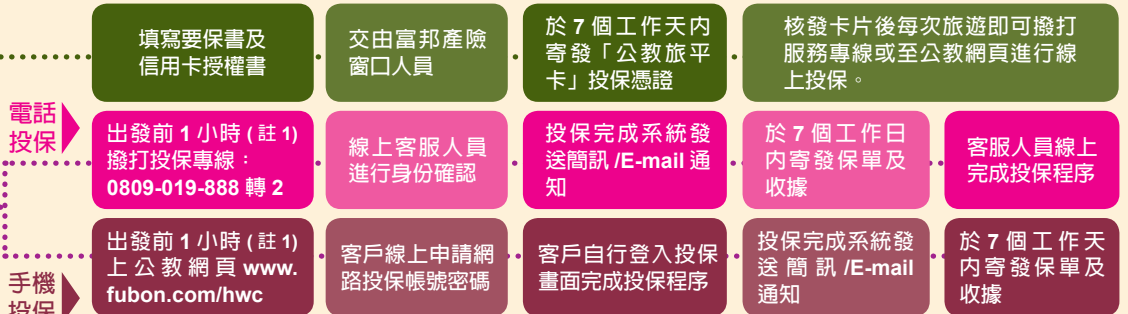 填寫要保書及
信用卡授權書
交由富邦產險
窗口人員
於 7 個工作天內
寄發「公教旅平
卡」投保憑證
核發卡片後每次旅遊即可撥打
服務專線或至公教網頁進行線
上投保。
電話
投保
出發前 1 小時 ( 註 1)
撥打投保專線：
0809-019-888 轉 2
線上客服人員
進行身份確認
投保完成系統發
送簡訊 /E-mail 通
知
於 7 個工作日
內寄發保單及
收據
客服人員線上
完成投保程序
手機
投保
出發前 1 小時 ( 註 1)
上公教網頁 www.
fubon.com/hwc
客戶線上申請網
路投保帳號密碼
客戶自行登入投保
畫面完成投保程序
投保完成系統發
送簡訊 /E-mail
通知
於 7 個工作天
內寄發保單及
收據